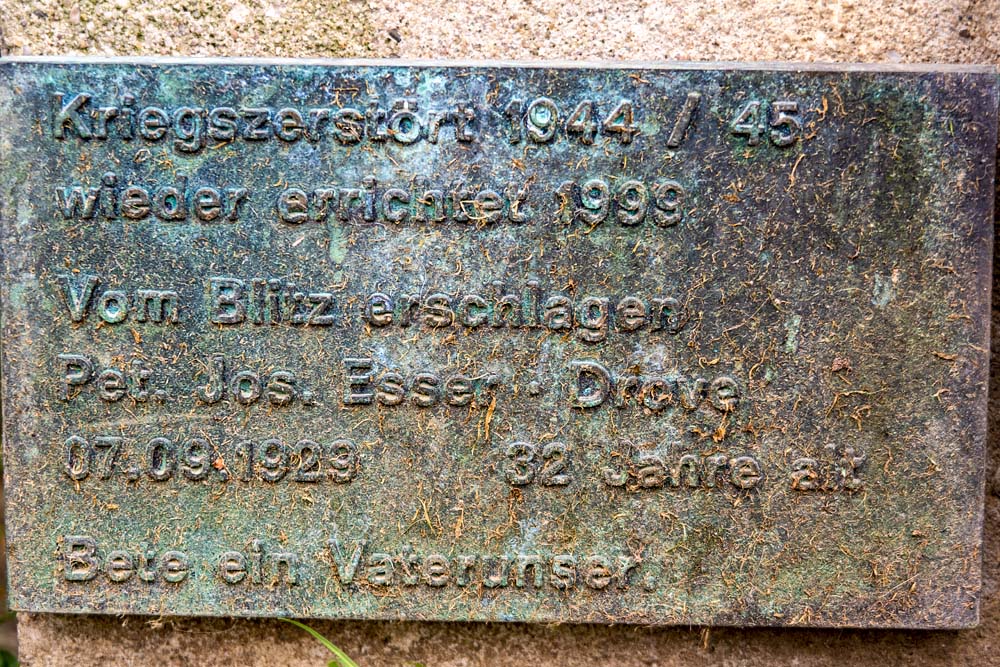 Kriegszerstört 1944 / 45
wieder errichtet 1999
Vom Blitz erschlagen
Pet. Jos. Esser · Drove
07.09.1929 32 Jahre alt
Bete ein Vaterunser.